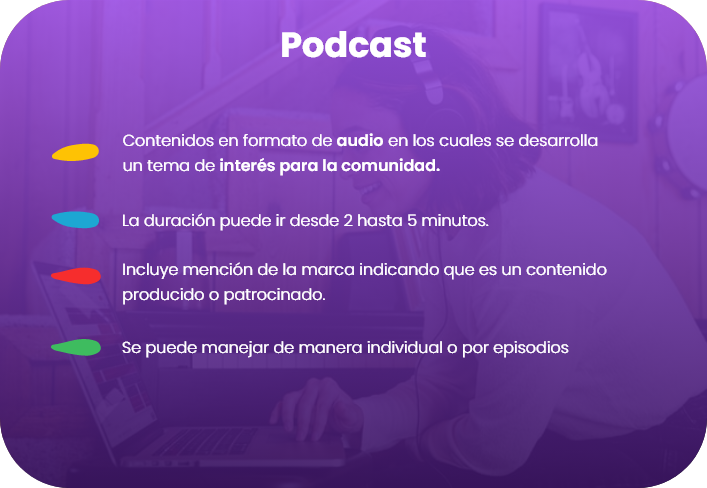 Podcast
Contenidos en formato de audio en los cuales se desarrolla
un tema de interés para la comunidad.
La duración puede ir desde 2 hasta 5 minutos.
Incluye mención de la marca indicando que es un contenido
producido o patrocinado.
Se puede manejar de manera individual o por episodios